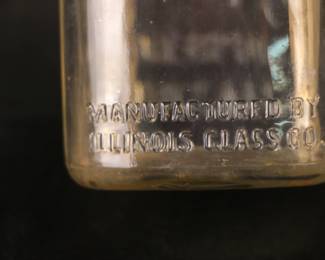 MANUFACTURED BY
ILLINOIS GLASS CO.